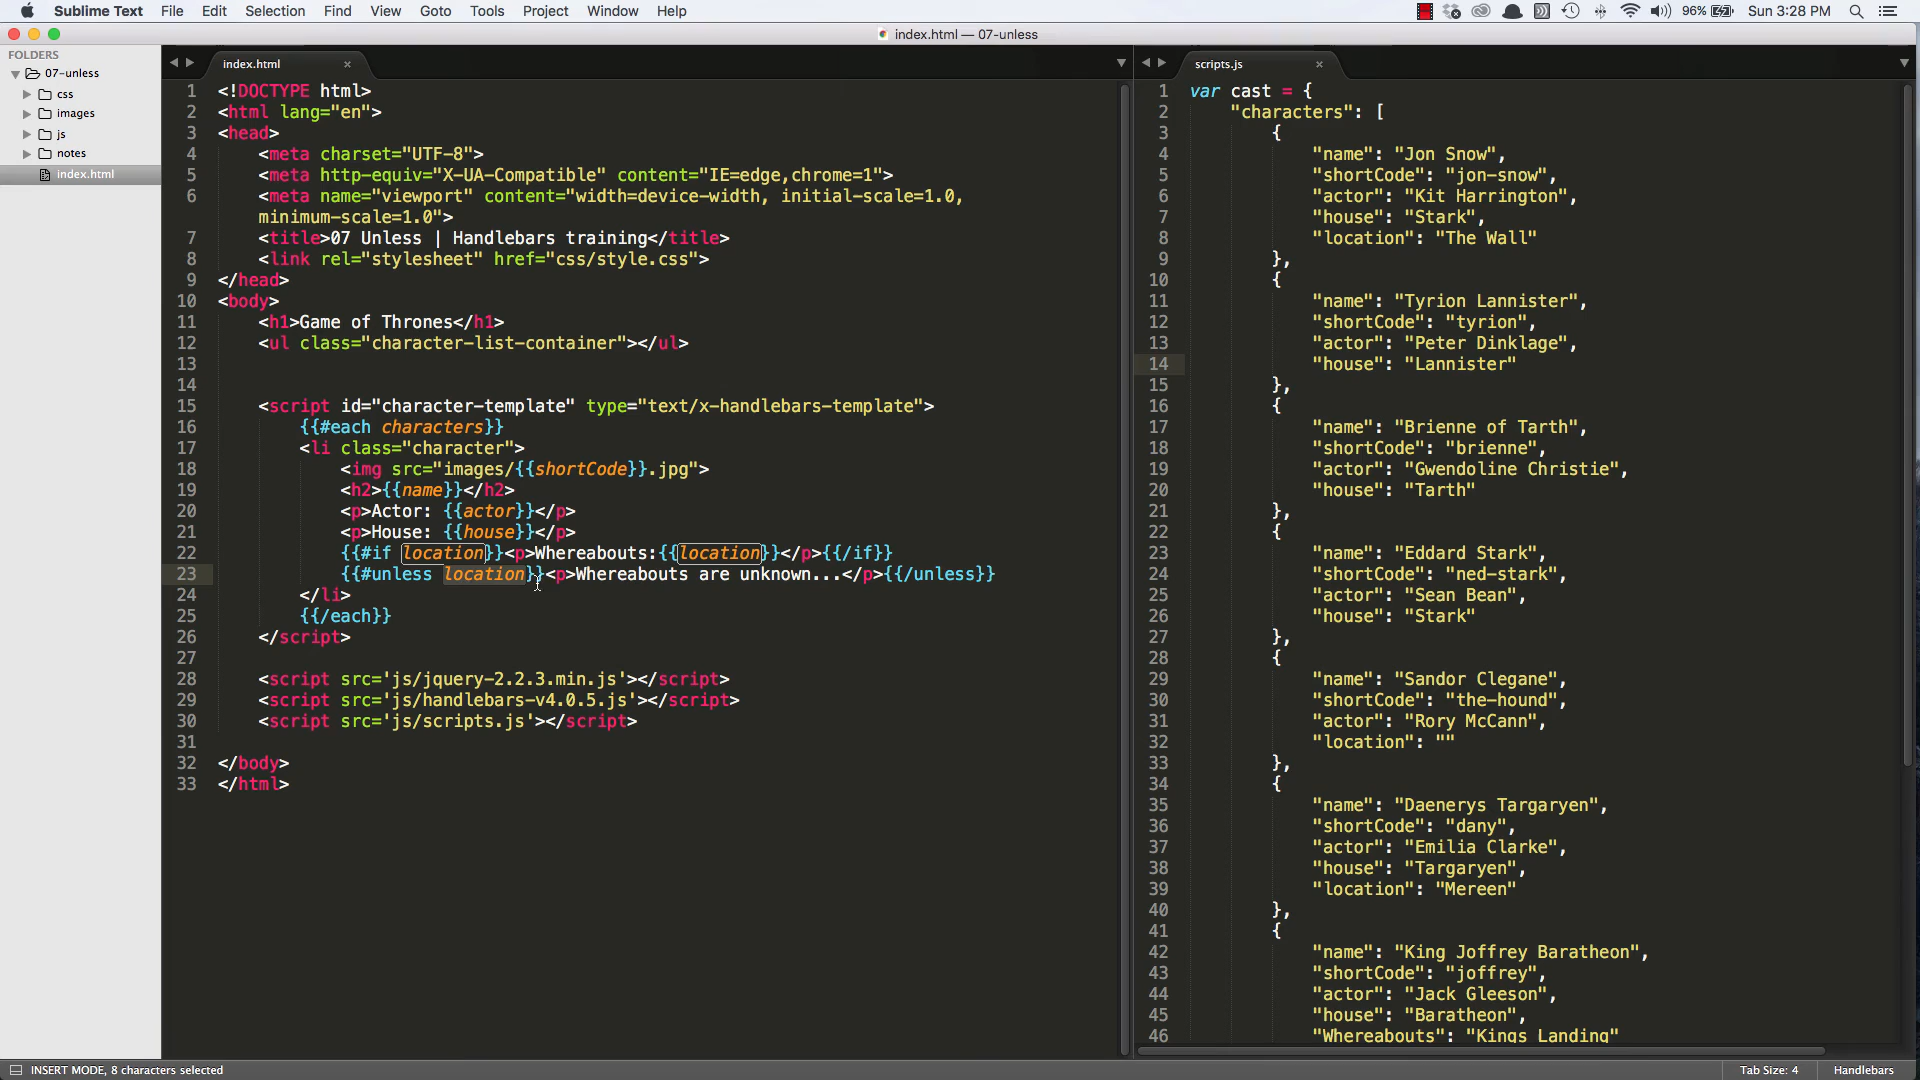 Sublime Text File Edit Selection Find View Goto Tools Project Window Help 96% Sun 3:28 PM
index.html — 07-unless
FOLDERS
07-unless
css
images
js
notes
index.html
index.html
1 <!DOCTYPE html>
2 <html lang="en">
3 <head>
4 <meta charset="UTF-8">
5 <meta http-equiv="X-UA-Compatible" content="IE=edge,chrome=1">
6 <meta name="viewport" content="width=device-width, initial-scale=1.0,
minimum-scale=1.0">
7 <title>07 Unless | Handlebars training</title>
8 <link rel="stylesheet" href="css/style.css">
9 </head>
10 <body>
11 <h1>Game of Thrones</h1>
12 <ul class="character-list-container"></ul>
13
14
15 <script id="character-template" type="text/x-handlebars-template">
16 {{#each characters}}
17 <li class="character">
18 <img src="images/{{shortCode}}.jpg">
19 <h2>{{name}}</h2>
20 <p>Actor: {{actor}}</p>
21 <p>House: {{house}}</p>
22 {{#if location}}<p>Whereabouts:{{location}}</p>{{/if}}
23 {{#unless location}}<p>Whereabouts are unknown...</p>{{/unless}}
24 </li>
25 {{/each}}
26 </script>
27
28 <script src='js/jquery-2.2.3.min.js'></script>
29 <script src='js/handlebars-v4.0.5.js'></script>
30 <script src='js/scripts.js'></script>
31
32 </body>
33 </html>
scripts.js
1 var cast = {
2 "characters": [
3 {
4 "name": "Jon Snow",
5 "shortCode": "jon-snow",
6 "actor": "Kit Harrington",
7 "house": "Stark",
8 "location": "The Wall"
9 },
10 {
11 "name": "Tyrion Lannister",
12 "shortCode": "tyrion",
13 "actor": "Peter Dinklage",
14 "house": "Lannister"
15 },
16 {
17 "name": "Brienne of Tarth",
18 "shortCode": "brienne",
19 "actor": "Gwendoline Christie",
20 "house": "Tarth"
21 },
22 {
23 "name": "Eddard Stark",
24 "shortCode": "ned-stark",
25 "actor": "Sean Bean",
26 "house": "Stark"
27 },
28 {
29 "name": "Sandor Clegane",
30 "shortCode": "the-hound",
31 "actor": "Rory McCann",
32 "location": ""
33 },
34 {
35 "name": "Daenerys Targaryen",
36 "shortCode": "dany",
37 "actor": "Emilia Clarke",
38 "house": "Targaryen",
39 "location": "Mereen"
40 },
41 {
42 "name": "King Joffrey Baratheon",
43 "shortCode": "joffrey",
44 "actor": "Jack Gleeson",
45 "house": "Baratheon",
46 "Whereabouts": "Kings Landing"
INSERT MODE, 8 characters selected Tab Size: 4 Handlebars